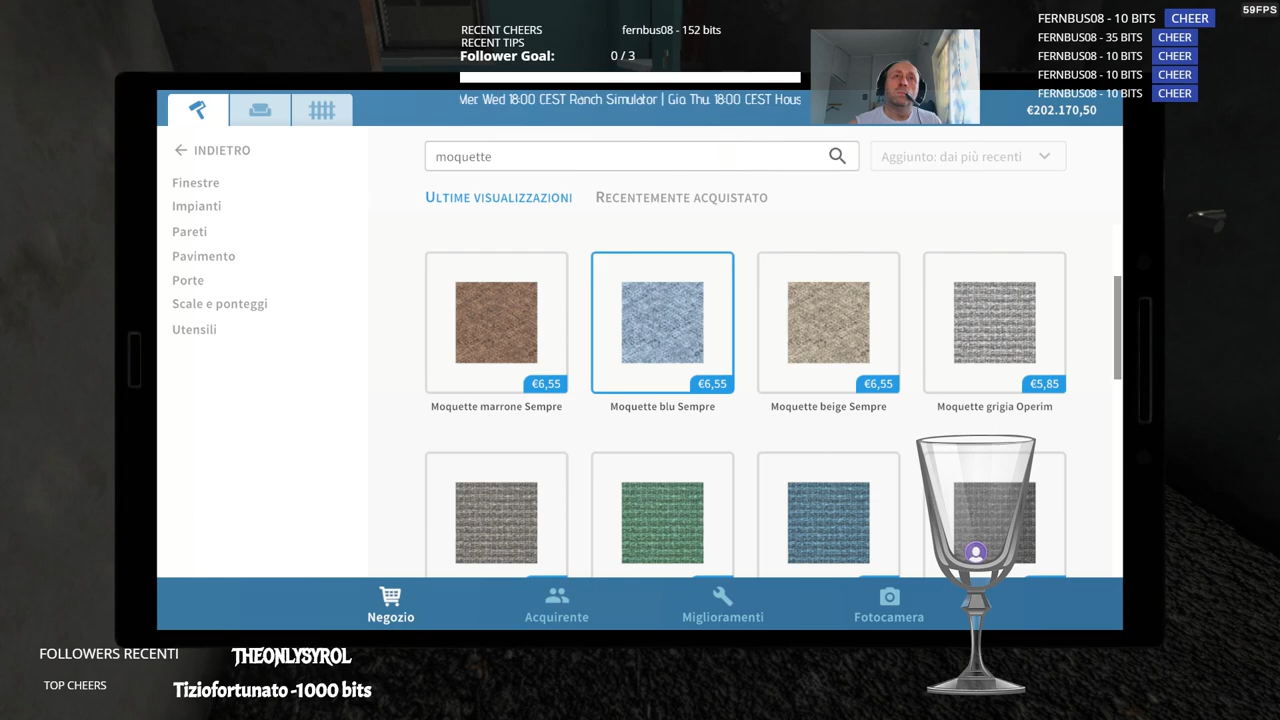 59FPS
RECENT CHEERS fernbus08 - 152 bits
RECENT TIPS
Follower Goal: 0 / 3
Mer Wed 18:00 CEST Ranch Simulator | Gio Thu 18:00 CEST Hous
FERNBUS08 - 10 BITS CHEER
FERNBUS08 - 35 BITS CHEER
FERNBUS08 - 10 BITS CHEER
FERNBUS08 - 10 BITS CHEER
FERNBUS08 - 10 BITS CHEER
€202.170,50
INDIETRO
Finestre
Impianti
Pareti
Pavimento
Porte
Scale e ponteggi
Utensili
moquette
Aggiunto: dai più recenti
ULTIME VISUALIZZAZIONI RECENTEMENTE ACQUISTATO
€6,55 €6,55 €6,55 €5,85
Moquette marrone Sempre Moquette blu Sempre Moquette beige Sempre Moquette grigia Operim
Negozio Acquirente Miglioramenti Fotocamera
FOLLOWERS RECENTI THEONLYSYROL
TOP CHEERS Tiziofortunato -1000 bits